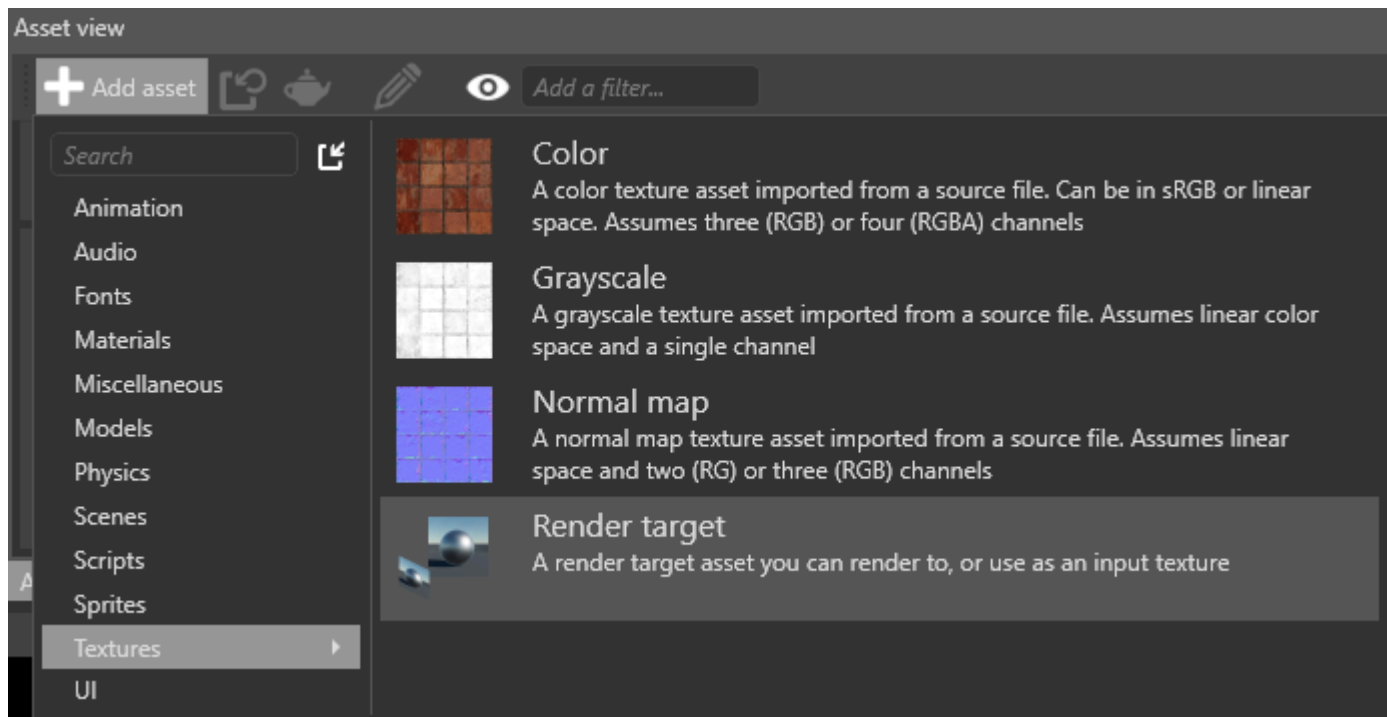 Asset view
Add asset
Add a filter...
Search
Animation
Audio
Fonts
Materials
Miscellaneous
Models
Physics
Scenes
Scripts
Sprites
Textures
UI
Color
A color texture asset imported from a source file. Can be in sRGB or linear
space. Assumes three (RGB) or four (RGBA) channels
Grayscale
A grayscale texture asset imported from a source file. Assumes linear color
space and a single channel
Normal map
A normal map texture asset imported from a source file. Assumes linear
space and two (RG) or three (RGB) channels
Render target
A render target asset you can render to, or use as an input texture